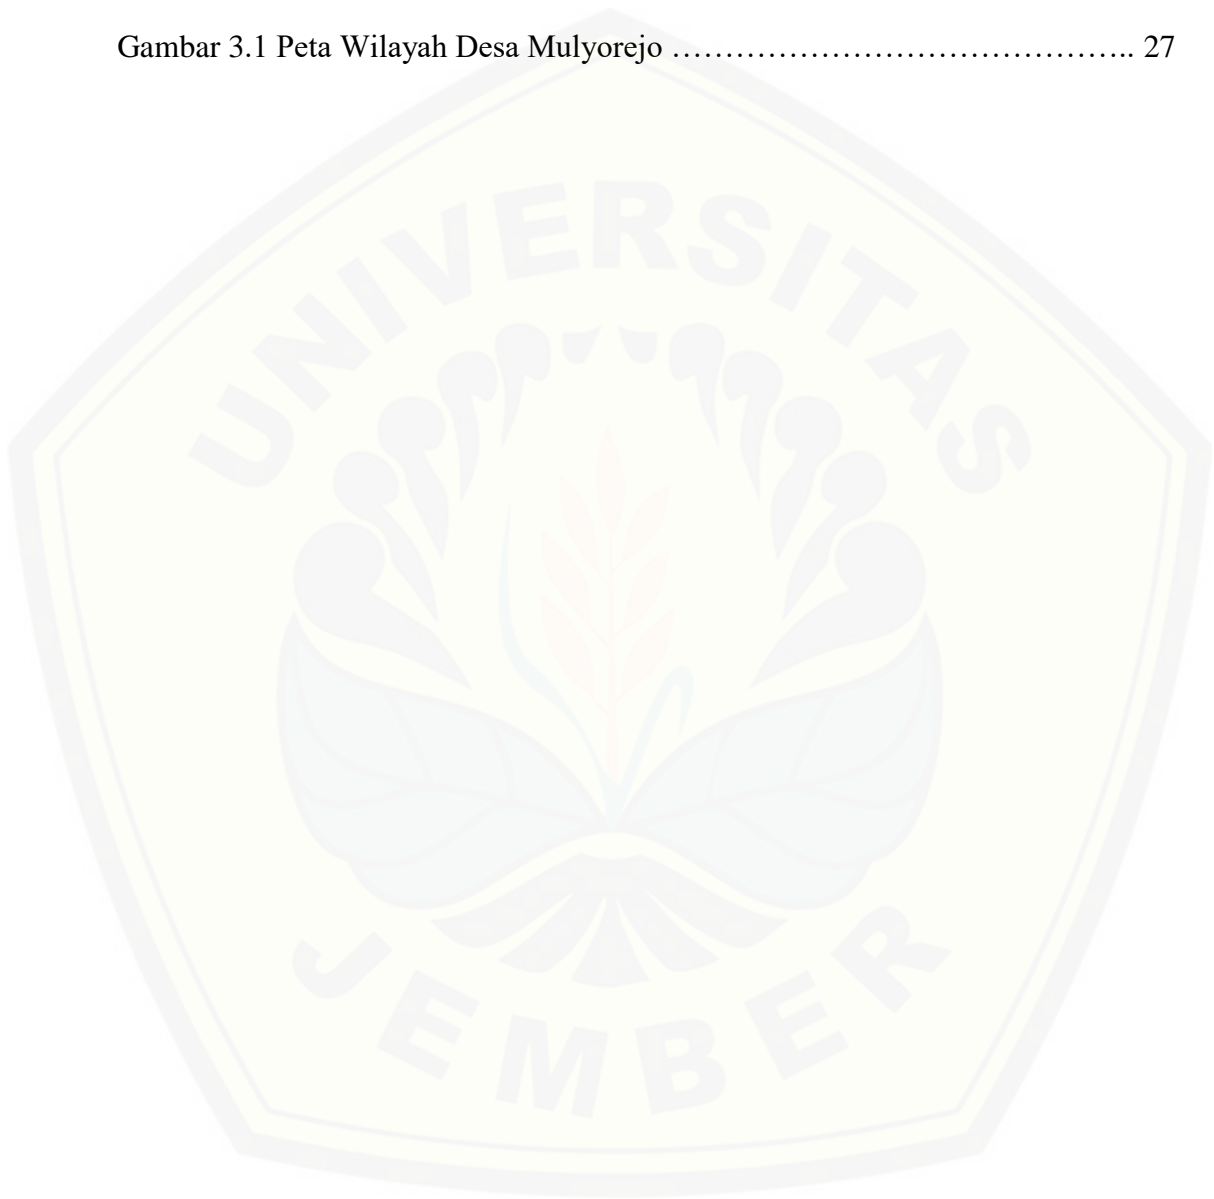 Gambar 3.1 Peta Wilayah Desa Mulyorejo …………………………………….. 27
UNIVERSITAS
JEMBER